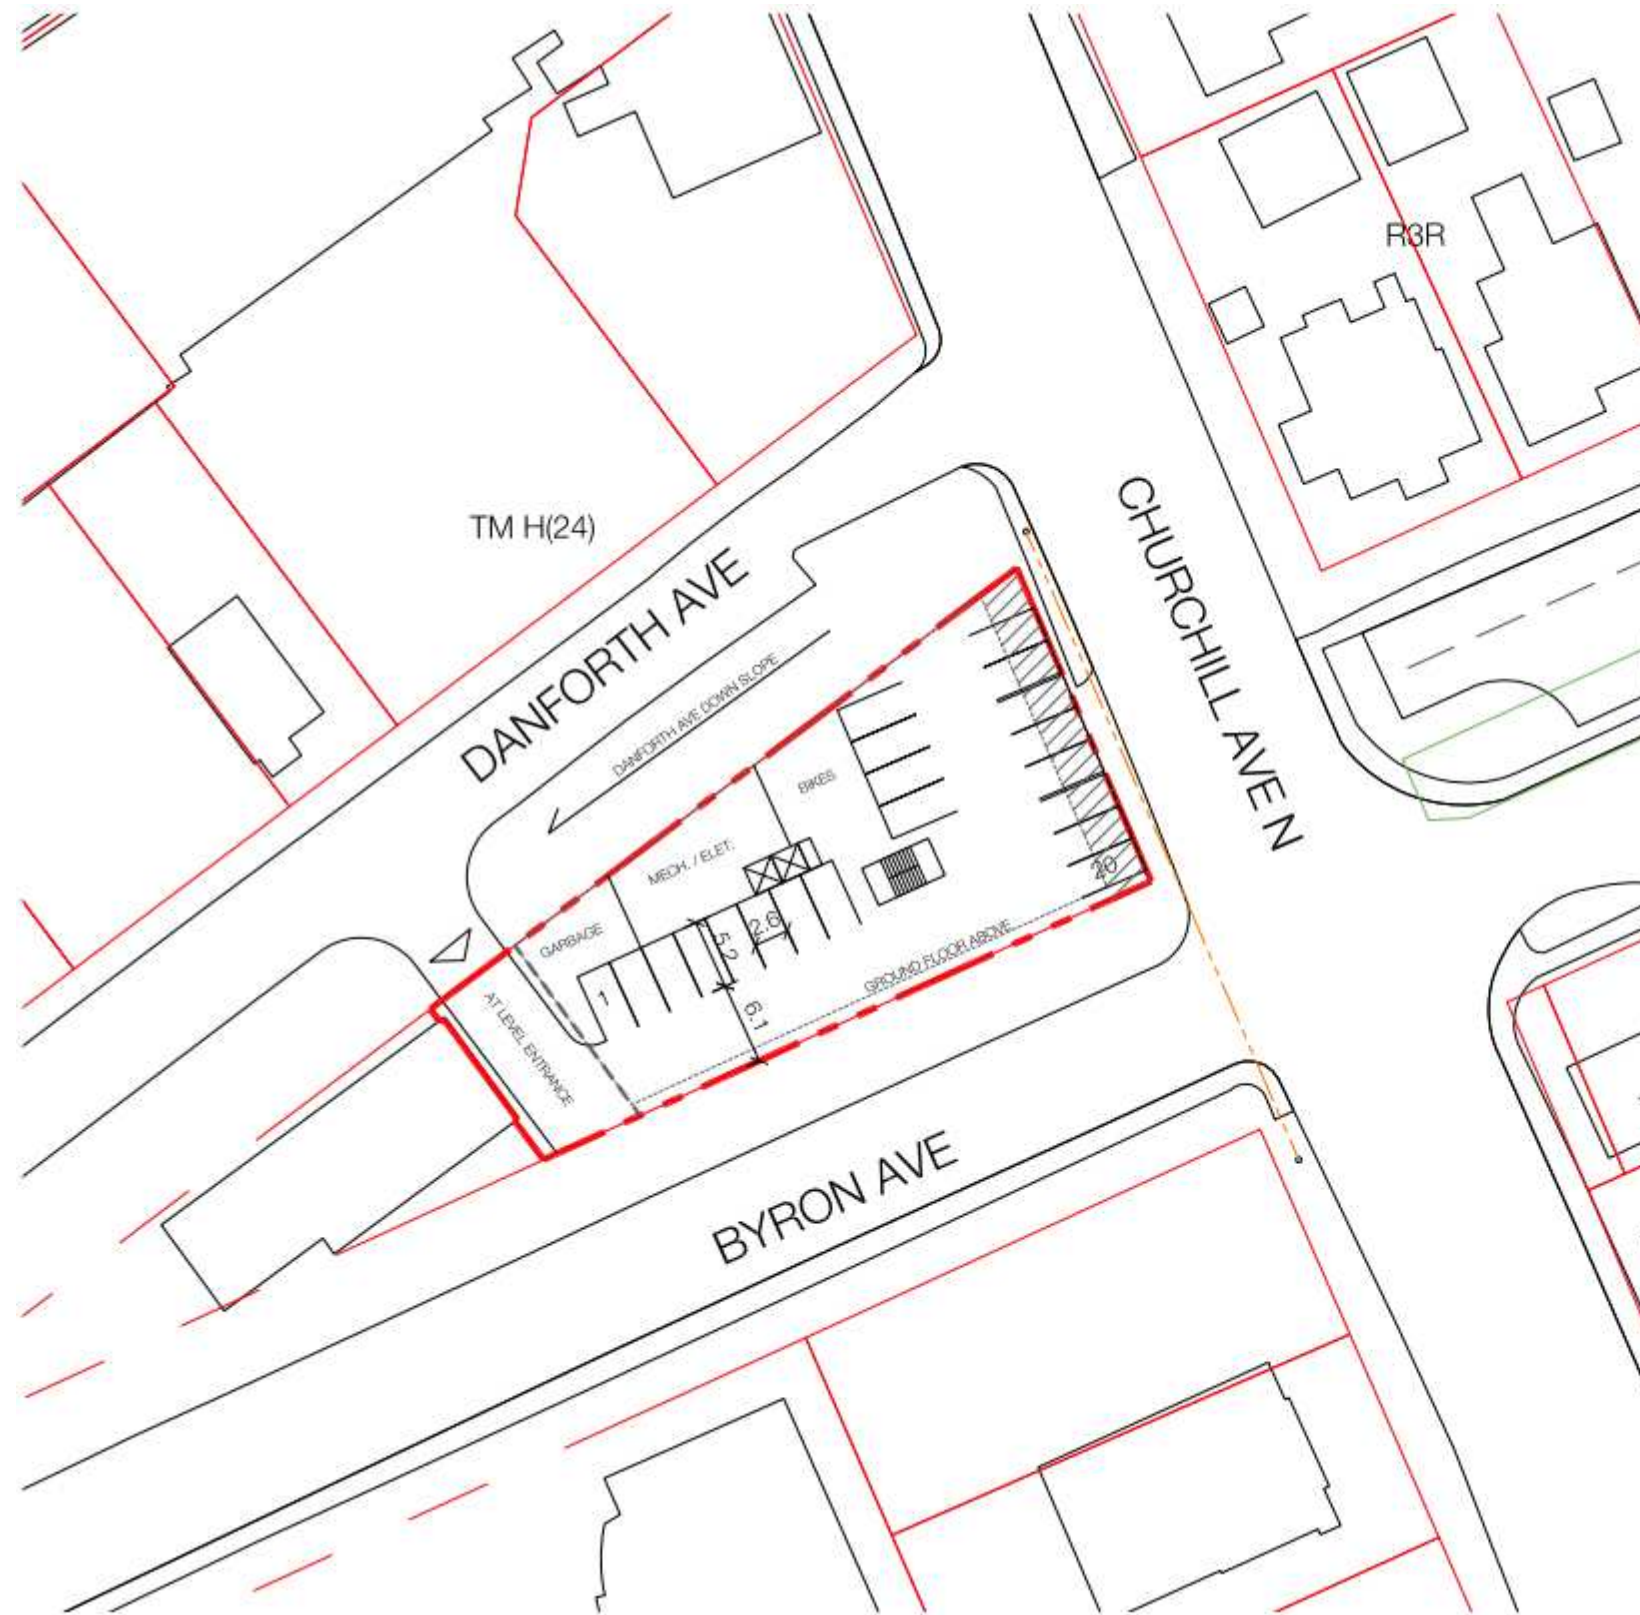 R3R
TM H(24)
DANFORTH AVE
CHURCHILL AVE N
DANFORTH AVE DOWN SLOPE
BIKES
MECH. / ELET.
20
GARBAGE
2.6
5.2
GROUND FLOOR ABOVE
1
6.1
AT LEVEL ENTRANCE
BYRON AVE